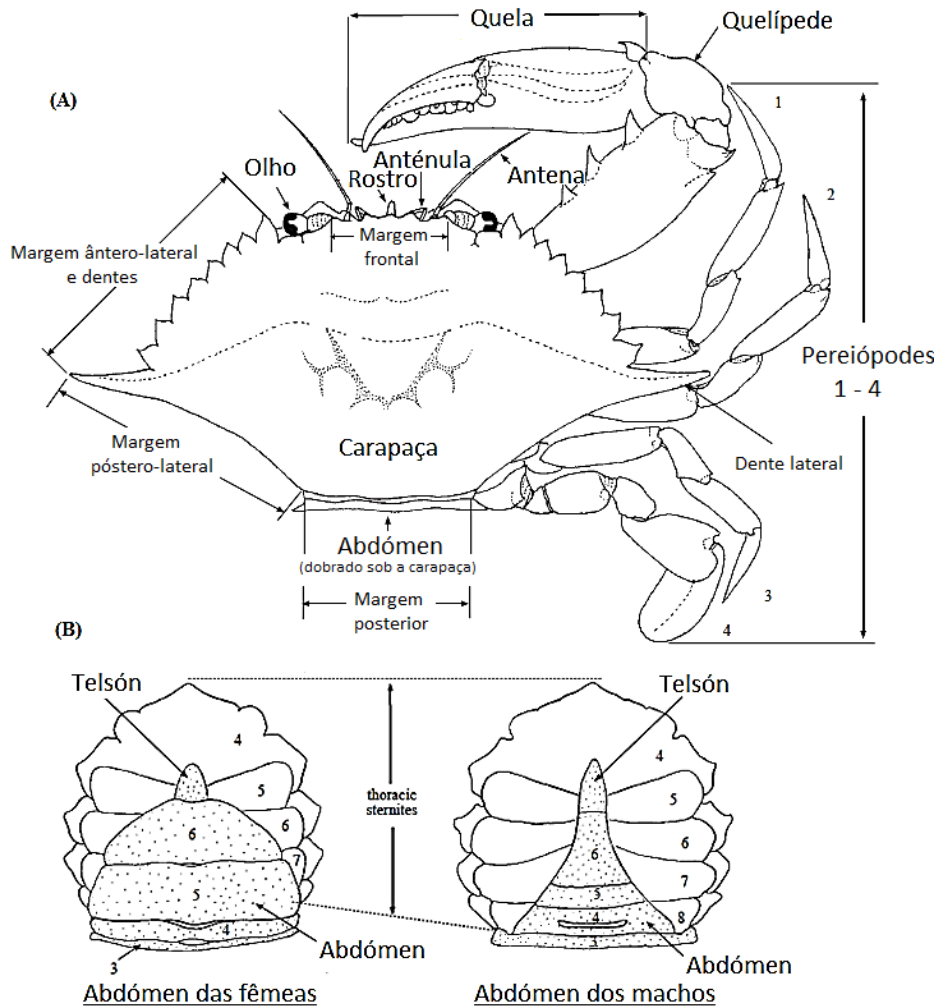 Quela
Quelípede
(A)
1
Olho
Anténula
Rostro
Antena
2
Margem ântero-lateral
e dentes
Margem
frontal
Pereiópodes
1 - 4
Margem
póstero-lateral
Carapaça
Dente lateral
Abdómen
(dobrado sob a carapaça)
Margem
posterior
3
4
(B)
Telsón
Telsón
4
4
5
5
thoracic
sternites
6
6
6
6
7
7
5
5
4
4
8
3
3
Abdómen
Abdómen
Abdómen das fêmeas
Abdómen dos machos